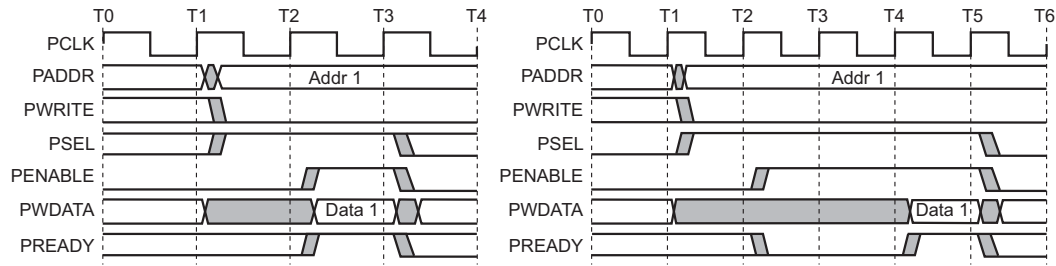 T0 T1 T2 T3 T4
PCLK
PADDR Addr 1
PWRITE
PSEL
PENABLE
PWDATA Data 1
PREADY
T0 T1 T2 T3 T4 T5 T6
PCLK
PADDR Addr 1
PWRITE
PSEL
PENABLE
PWDATA Data 1
PREADY